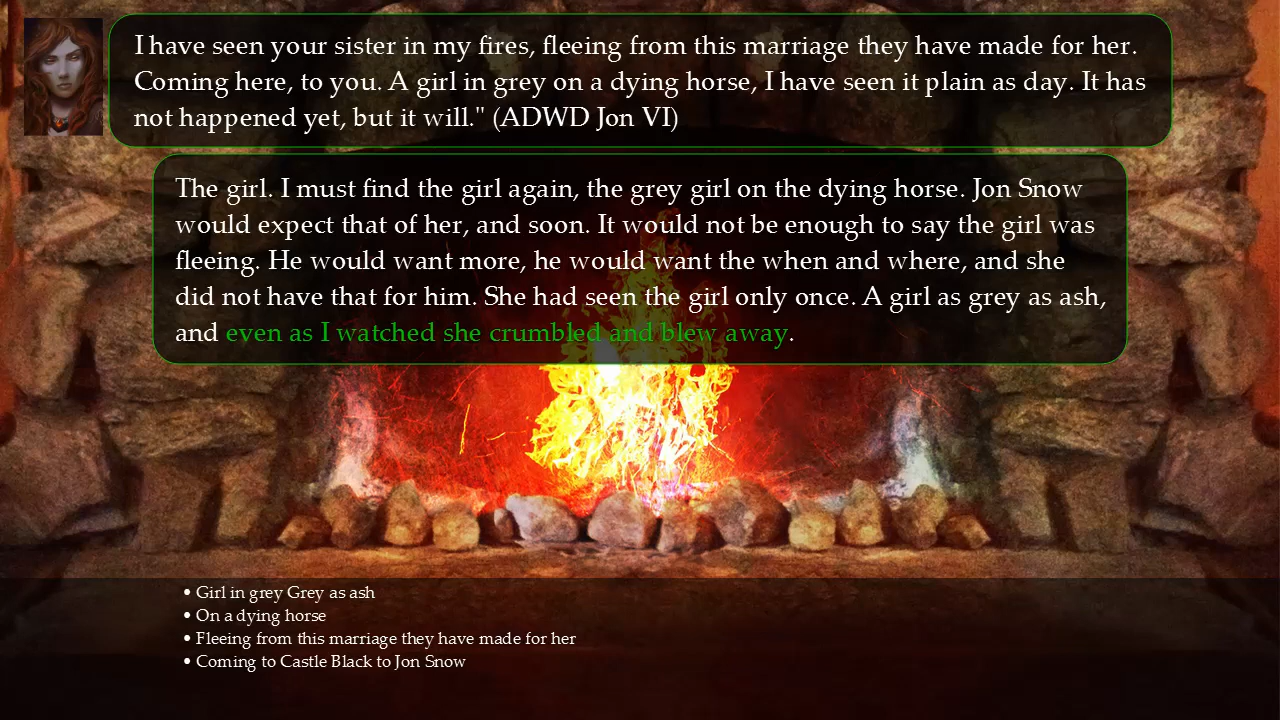 I have seen your sister in my fires, fleeing from this marriage they have made for her.
Coming here, to you. A girl in grey on a dying horse, I have seen it plain as day. It has
not happened yet, but it will." (ADWD Jon VI)
The girl. I must find the girl again, the grey girl on the dying horse. Jon Snow
would expect that of her, and soon. It would not be enough to say the girl was
fleeing. He would want more, he would want the when and where, and she
did not have that for him. She had seen the girl only once. A girl as grey as ash,
and even as I watched she crumbled and blew away.
• Girl in grey Grey as ash
• On a dying horse
• Fleeing from this marriage they have made for her
• Coming to Castle Black to Jon Snow